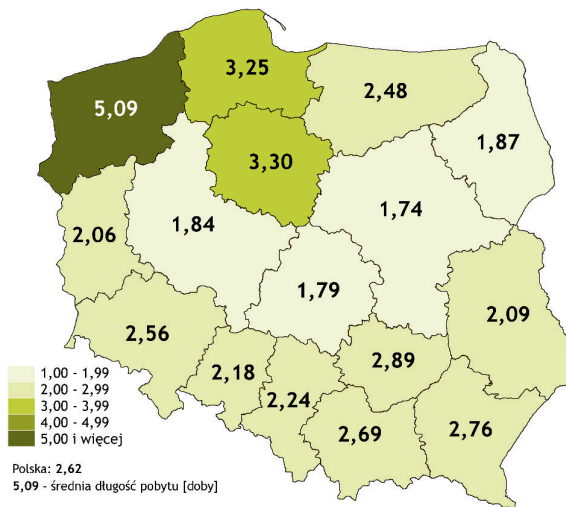 3,25
2,48
5,09
1,87
3,30
1,84
1,74
2,06
1,79
2,09
2,56
2,89
2,18
2,24
2,69
2,76
1,00 - 1,99
2,00 - 2,99
3,00 - 3,99
4,00 - 4,99
5,00 i więcej
Polska: 2,62
5,09 - średnia długość pobytu [doby]